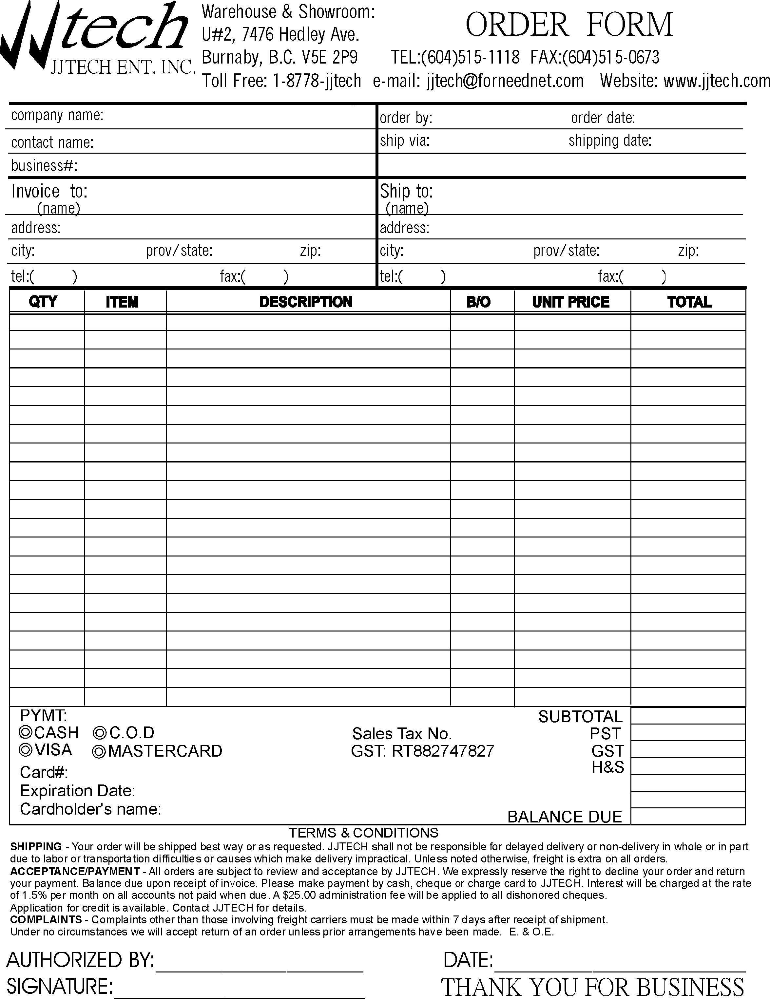 JJtech
JJTECH ENT. INC.
Warehouse & Showroom:
U#2, 7476 Hedley Ave.
Burnaby, B.C. V5E 2P9
ORDER FORM
TEL:(604)515-1118 FAX:(604)515-0673
Toll Free: 1-8778-jjtech e-mail: jjtech@forneednet.com Website: www.jjtech.com
company name:
order by: order date:
contact name:
ship via: shipping date:
business#:
Invoice to:
(name)
Ship to:
(name)
address:
address:
city: prov/state: zip:
city: prov/state: zip:
tel:( ) fax:( )
tel:( ) fax:( )
QTY ITEM DESCRIPTION B/O UNIT PRICE TOTAL
PYMT:
CASH C.O.D
VISA MASTERCARD
Card#:
Expiration Date:
Cardholder's name:
Sales Tax No.
GST: RT882747827
SUBTOTAL
PST
GST
H&S
BALANCE DUE
TERMS & CONDITIONS
SHIPPING - Your order will be shipped best way or as requested. JJTECH shall not be responsible for delayed delivery or non-delivery in whole or in part
due to labor or transportation difficulties or causes which make delivery impractical. Unless noted otherwise, freight is extra on all orders.
ACCEPTANCE/PAYMENT - All orders are subject to review and acceptance by JJTECH. We expressly reserve the right to decline your order and return
your payment. Balance due upon receipt of invoice. Please make payment by cash, cheque or charge card to JJTECH. Interest will be charged at the rate
of 1.5% per month on all accounts not paid when due. A $25.00 administration fee will be applied to all dishonored cheques.
Application for credit is available. Contact JJTECH for details.
COMPLAINTS - Complaints other than those involving freight carriers must be made within 7 days after receipt of shipment.
Under no circumstances we will accept return of an order unless prior arrangements have been made. E. & O.E.
AUTHORIZED BY:
DATE:
SIGNATURE:
THANK YOU FOR BUSINESS